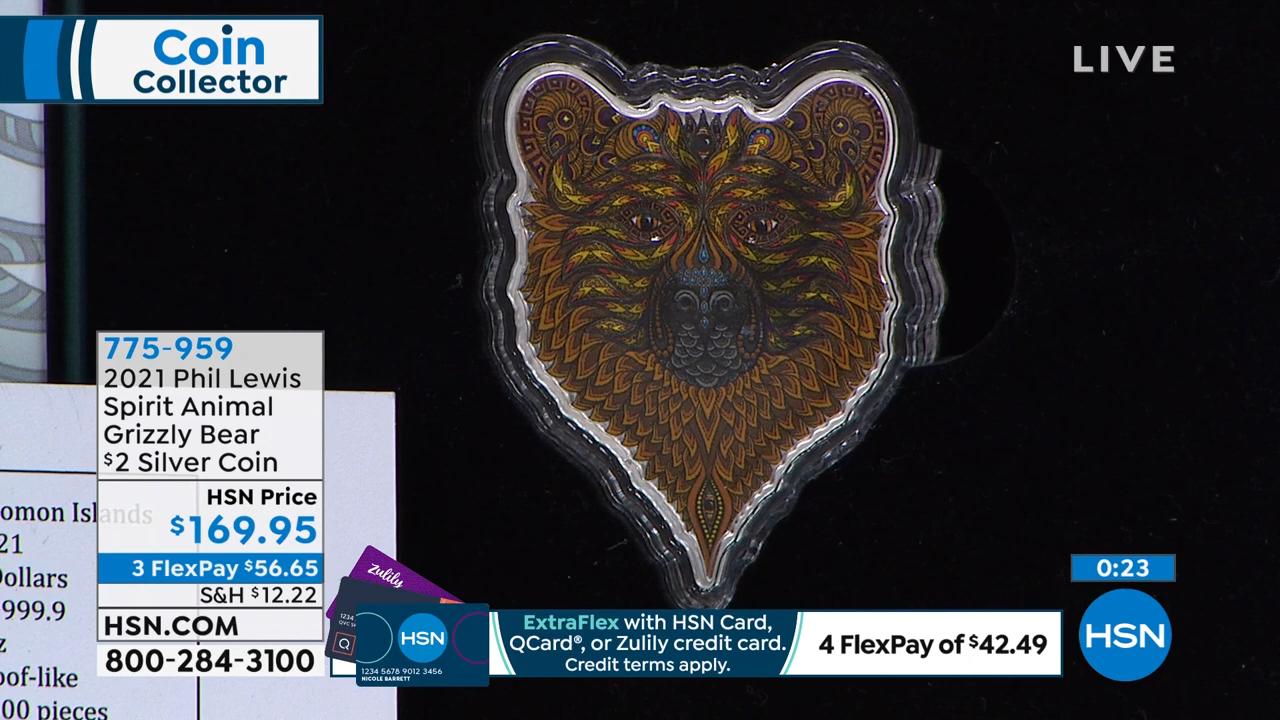 Coin
Collector
LIVE
775-959
2021 Phil Lewis
Spirit Animal
Grizzly Bear
$2 Silver Coin
HSN Price
$169.95
3 FlexPay $56.65
S&H $12.22
HSN.COM
800-284-3100
omon Islands
21
Dollars
999.9
z
oof-like
00 pieces
Zulily
1234
Q
HSN
1234 5678 9012 3456
NICOLE BARRETT
ExtraFlex with HSN Card,
QCard®, or Zulily credit card.
Credit terms apply.
4 FlexPay of $42.49
0:23
HSN